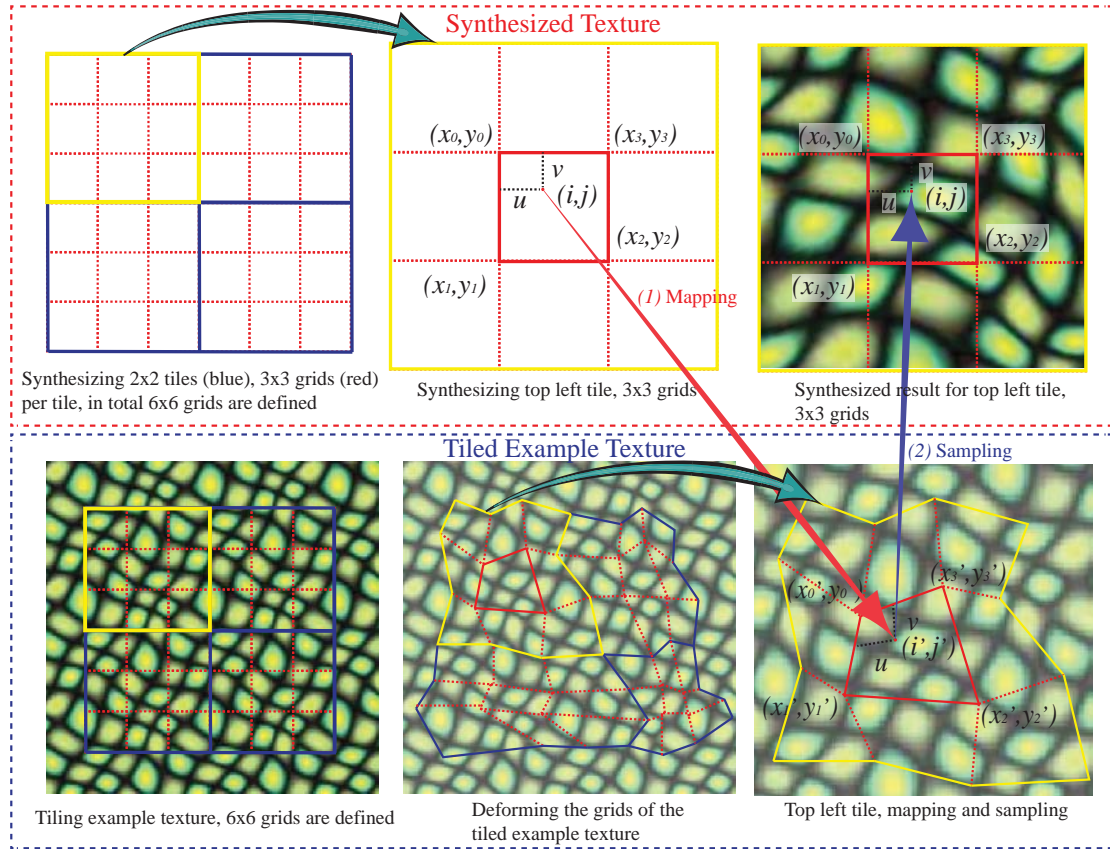 Synthesized Texture
(x0,y0)
(x3,y3)
v
u
(i,j)
(x2,y2)
(x1,y1)
(1) Mapping
(x0,y0)
(x3,y3)
v
u
(i,j)
(x2,y2)
(x1,y1)
Synthesizing 2x2 tiles (blue), 3x3 grids (red)
per tile, in total 6x6 grids are defined
Synthesizing top left tile, 3x3 grids
Synthesized result for top left tile,
3x3 grids
Tiled Example Texture
(2) Sampling
(x0',y0
(x3',y3')
v
u
(i',j')
(x1',y1')
(x2',y2')
Tiling example texture, 6x6 grids are defined
Deforming the grids of the
tiled example texture
Top left tile, mapping and sampling